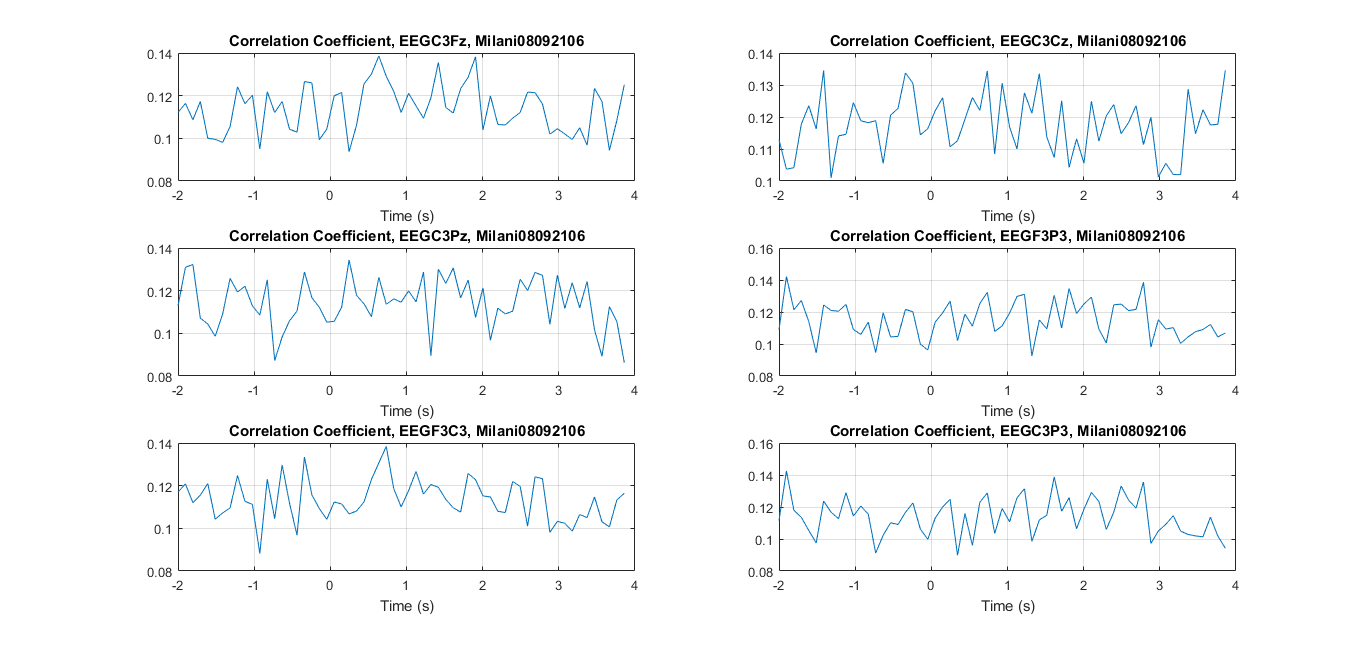 Correlation Coefficient, EEGC3Fz, Milani08092106
0.14
0.12
0.1
0.08
-2 -1 0 1 2 3 4
Time (s)
Correlation Coefficient, EEGC3Cz, Milani08092106
0.14
0.13
0.12
0.11
0.1
-2 -1 0 1 2 3 4
Time (s)
Correlation Coefficient, EEGC3Pz, Milani08092106
0.14
0.12
0.1
0.08
-2 -1 0 1 2 3 4
Time (s)
Correlation Coefficient, EEGF3P3, Milani08092106
0.16
0.14
0.12
0.1
0.08
-2 -1 0 1 2 3 4
Time (s)
Correlation Coefficient, EEGF3C3, Milani08092106
0.14
0.12
0.1
0.08
-2 -1 0 1 2 3 4
Time (s)
Correlation Coefficient, EEGC3P3, Milani08092106
0.16
0.14
0.12
0.1
0.08
-2 -1 0 1 2 3 4
Time (s)